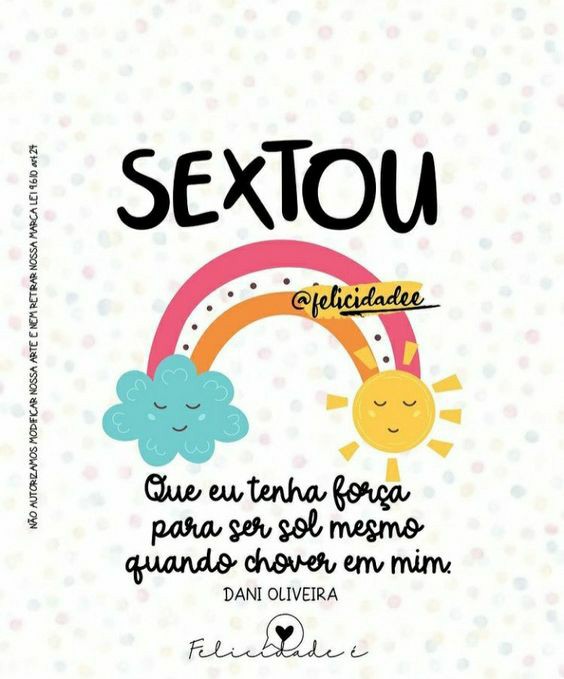 SEXTOU
@felicidadee
Que eu tenha força
para ser sol mesmo
quando chover em mim.
DANI OLIVEIRA
Felicidade é
NÃO AUTORIZAMOS MODIFICAR NOSSA ARTE E NEM RETIRAR NOSSA MARCA LEI 9.610 art 24